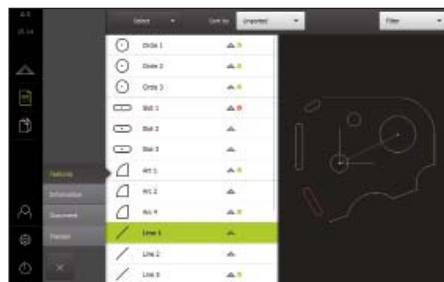 Select
Sort by
Unsorted
Filter
Circle 1
Circle 2
Circle 3
Slot 1
Slot 2
Slot 3
Features
Arc 1
Information
Arc 2
Document
Arc 4
Line 1
Line 2
Line 3